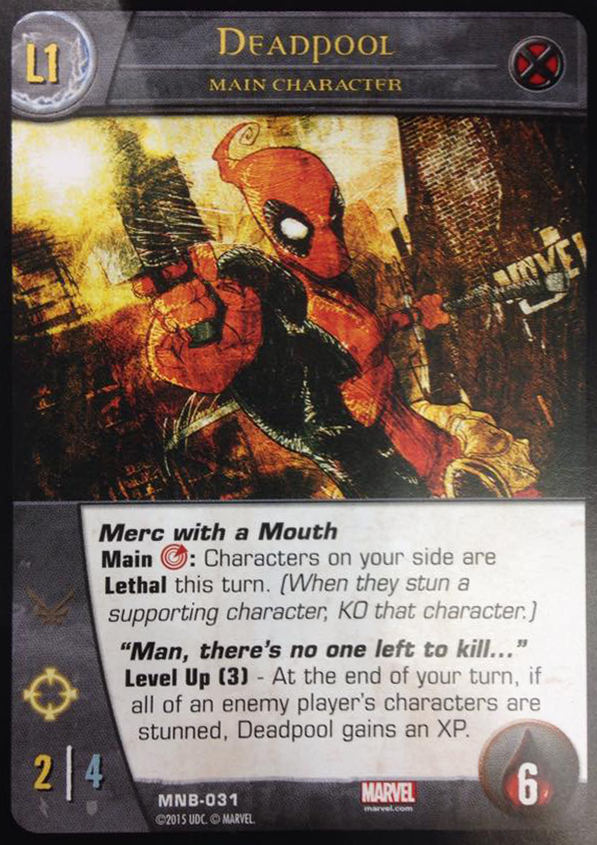 L1
DEADPOOL
MAIN CHARACTER
Merc with a Mouth
Main : Characters on your side are
Lethal this turn. (When they stun a
supporting character, KO that character.)
“Man, there's no one left to kill...”
Level Up (3) - At the end of your turn, if
all of an enemy player's characters are
stunned, Deadpool gains an XP.
2 | 4
6
MNB-031
©2015 UDC. © MARVEL.
MARVEL
marvel.com